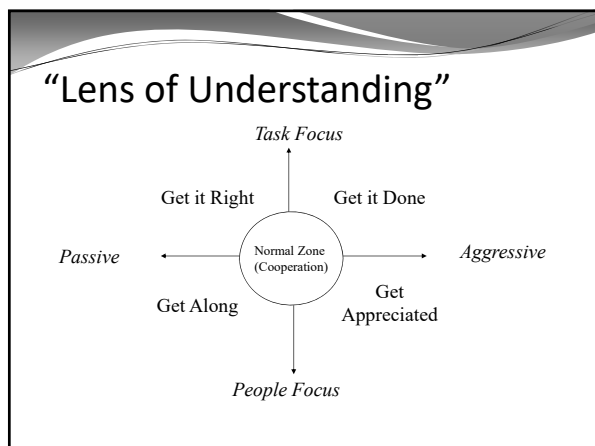 “Lens of Understanding”
Task Focus
Get it Right
Get it Done
Normal Zone
(Cooperation)
Passive
Aggressive
Get Along
Get
Appreciated
People Focus